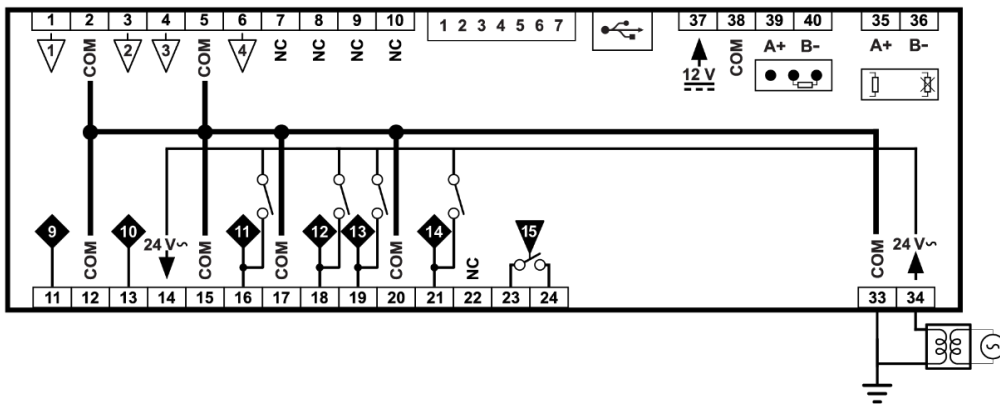 1 2 3 4 5 6 7 8 9 10 1 2 3 4 5 6 7 37 38 39 40 35 36
1 COM 2 3 COM 4 NC NC NC NC 12 V COM A+ B- A+ B-
9 COM 10 24 V~ COM 11 COM 12 13 COM 14 NC 15 COM 24 V~
11 12 13 14 15 16 17 18 19 20 21 22 23 24 33 34